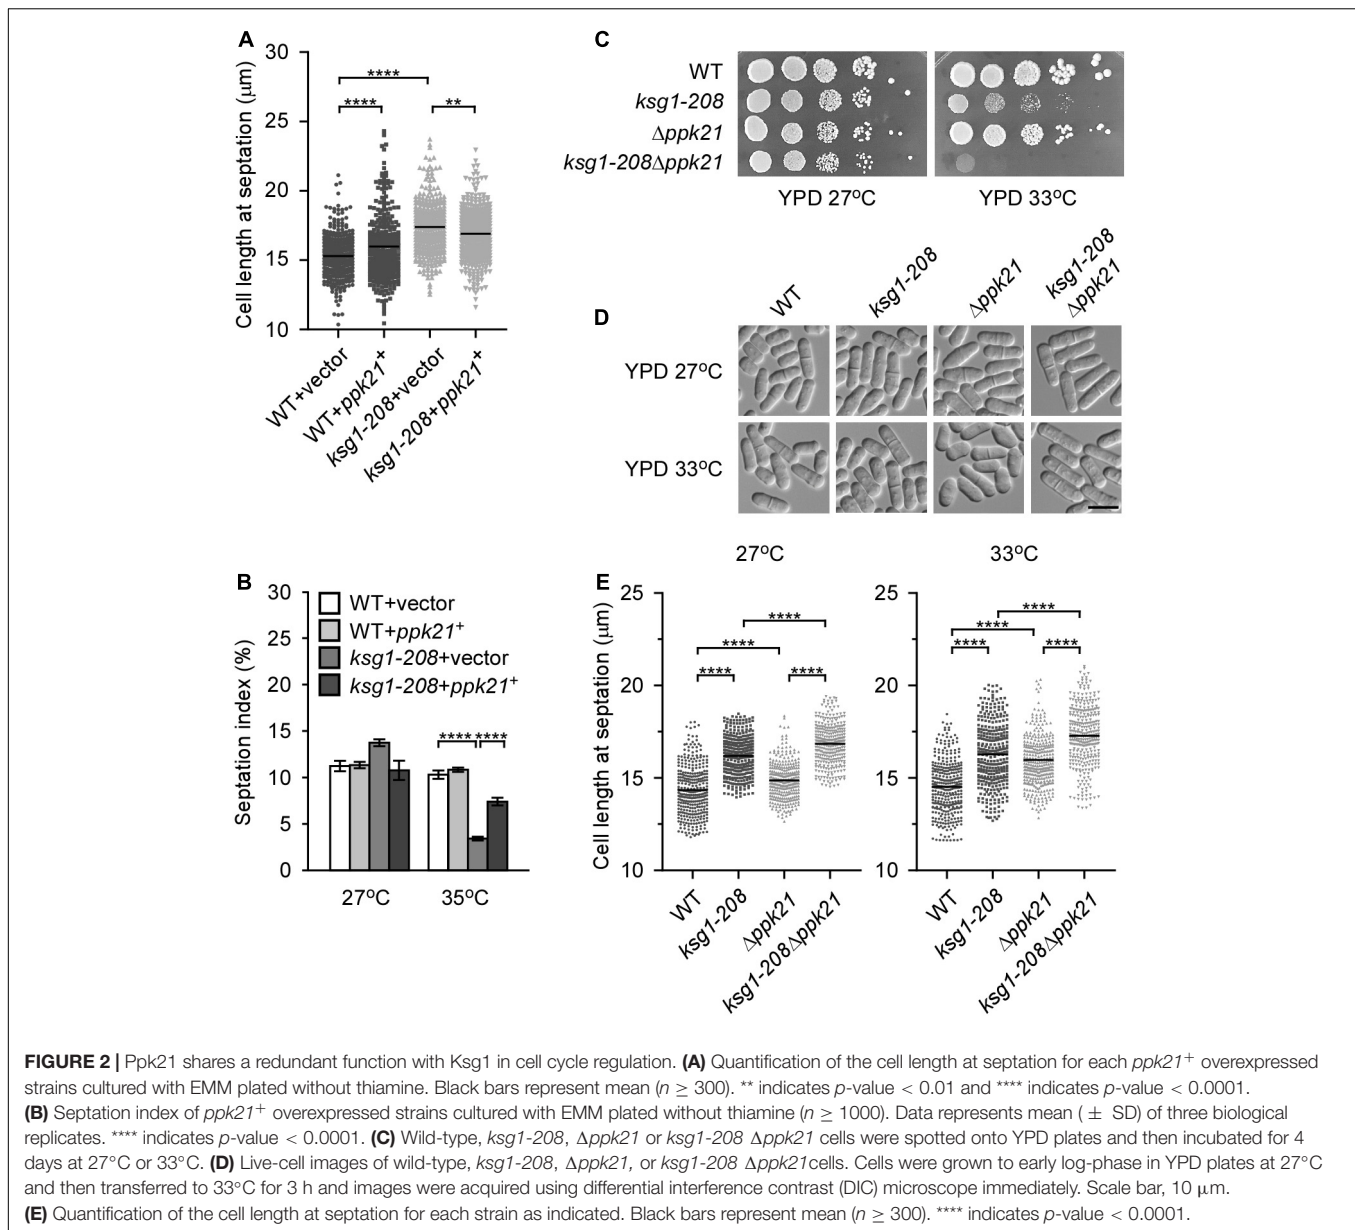 A
30
25
20
15
10
Cell length at septation (μm)
****
****
**
WT+vector
WT+ppk21+
ksg1-208+vector
ksg1-208+ppk21+
C
WT
ksg1-208
Δppk21
ksg1-208Δppk21
YPD 27ºC
YPD 33ºC
D
WT
ksg1-208
Δppk21
ksg1-208
Δppk21
YPD 27ºC
YPD 33ºC
B
30
25
20
15
10
5
0
Septation index (%)
WT+vector
WT+ppk21+
ksg1-208+vector
ksg1-208+ppk21+
**** ****
27ºC
35ºC
E
27ºC
33ºC
25
20
15
10
Cell length at septation (μm)
****
****
**** ****
WT
ksg1-208
Δppk21
ksg1-208Δppk21
25
20
15
10
****
****
**** ****
WT
ksg1-208
Δppk21
ksg1-208Δppk21
FIGURE 2 | Ppk21 shares a redundant function with Ksg1 in cell cycle regulation. (A) Quantification of the cell length at septation for each ppk21+ overexpressed
strains cultured with EMM plated without thiamine. Black bars represent mean (n ≥ 300). ** indicates p-value < 0.01 and **** indicates p-value < 0.0001.
(B) Septation index of ppk21+ overexpressed strains cultured with EMM plated without thiamine (n ≥ 1000). Data represents mean ( ± SD) of three biological
replicates. **** indicates p-value < 0.0001. (C) Wild-type, ksg1-208, Δppk21 or ksg1-208 Δppk21 cells were spotted onto YPD plates and then incubated for 4
days at 27°C or 33°C. (D) Live-cell images of wild-type, ksg1-208, Δppk21, or ksg1-208 Δppk21cells. Cells were grown to early log-phase in YPD plates at 27°C
and then transferred to 33°C for 3 h and images were acquired using differential interference contrast (DIC) microscope immediately. Scale bar, 10 μm.
(E) Quantification of the cell length at septation for each strain as indicated. Black bars represent mean (n ≥ 300). **** indicates p-value < 0.0001.